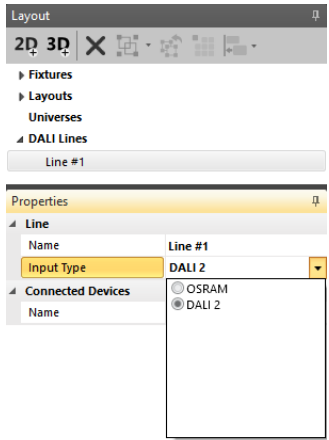 Layout
2D 3D
Fixtures
Layouts
Universes
DALI Lines
Line #1
Properties
Line
Name Line #1
Input Type DALI 2
Connected Devices
Name
OSRAM
DALI 2